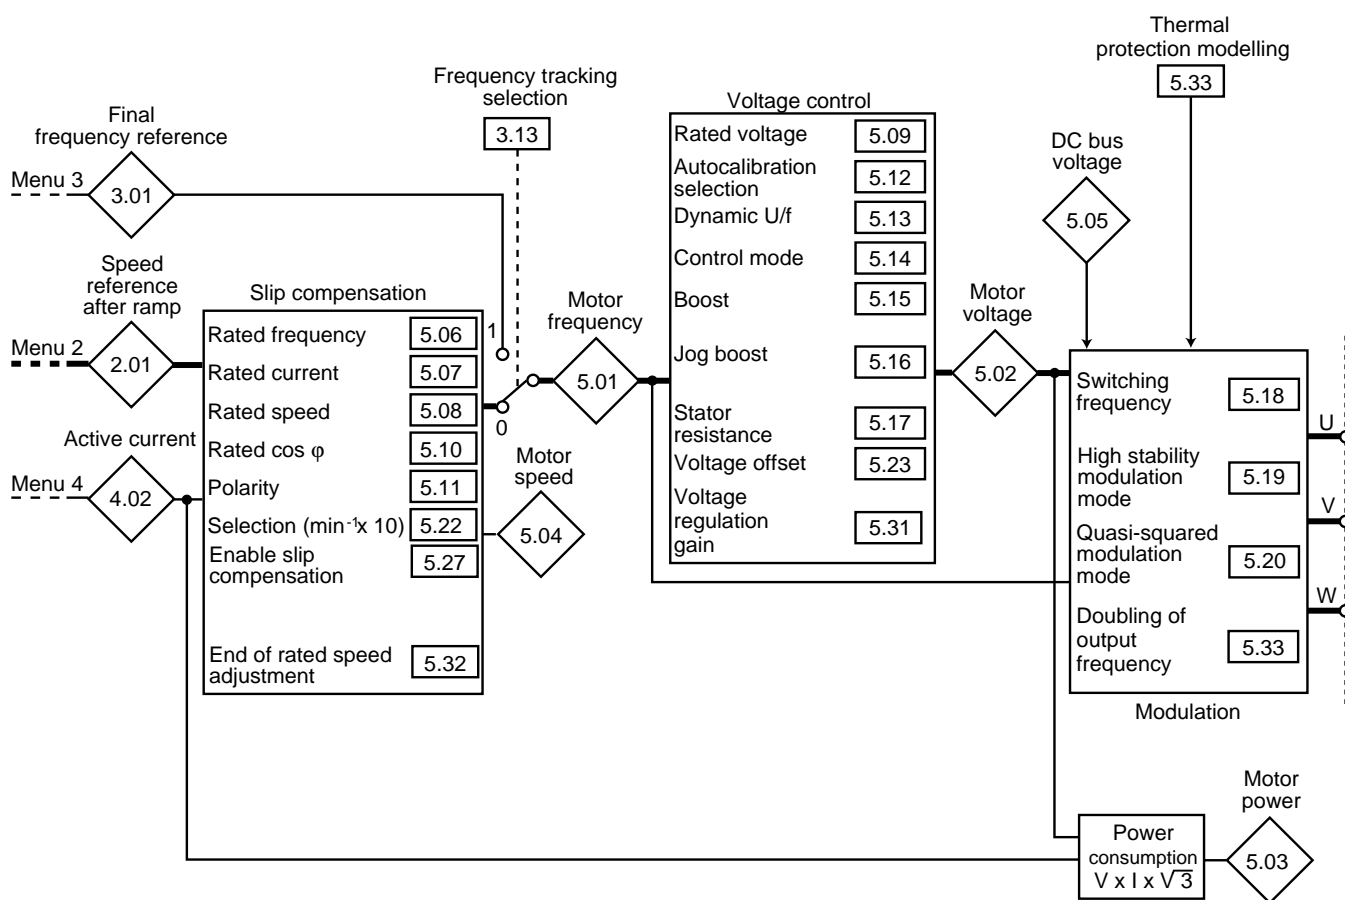 Thermal
protection modelling
5.33
Frequency tracking
selection
3.13
Final
frequency reference
Menu 3
3.01
Speed
reference
after ramp
Menu 2
2.01
Active current
Menu 4
4.02
Slip compensation
Rated frequency 5.06
Rated current 5.07
Rated speed 5.08
Rated cos φ 5.10
Polarity 5.11
Selection (min⁻¹x 10) 5.22
Enable slip
compensation 5.27
End of rated speed
adjustment 5.32
1
0
Motor
frequency
5.01
Motor
speed
5.04
Voltage control
Rated voltage 5.09
Autocalibration
selection 5.12
Dynamic U/f 5.13
Control mode 5.14
Boost 5.15
Jog boost 5.16
Stator
resistance 5.17
Voltage offset 5.23
Voltage
regulation
gain 5.31
Motor
voltage
5.02
DC bus
voltage
5.05
Switching
frequency 5.18
High stability
modulation
mode 5.19
Quasi-squared
modulation
mode 5.20
Doubling of
output
frequency 5.33
Modulation
U
V
W
Power
consumption
V x I x √3
Motor
power
5.03